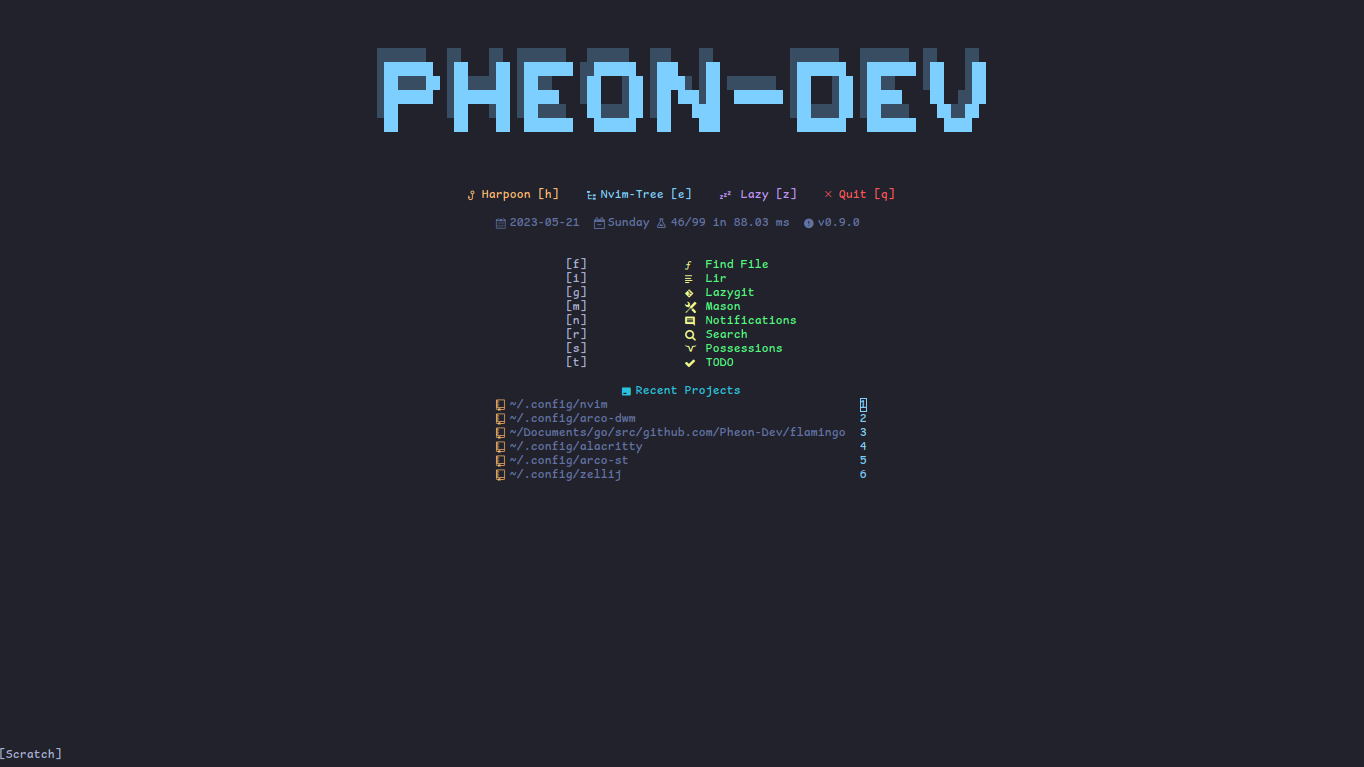 PHEON-DEV
Harpoon [h] Nvim-Tree [e] Lazy [z] Quit [q]
2023-05-21 Sunday 46/99 in 88.03 ms v0.9.0
[f] Find File
[i] Lir
[g] Lazygit
[m] Mason
[n] Notifications
[r] Search
[s] Possessions
[t] TODO
Recent Projects
~/.config/nvim 1
~/.config/arco-dwm 2
~/Documents/go/src/github.com/Pheon-Dev/flamingo 3
~/.config/alacritty 4
~/.config/arco-st 5
~/.config/zellij 6
[Scratch]